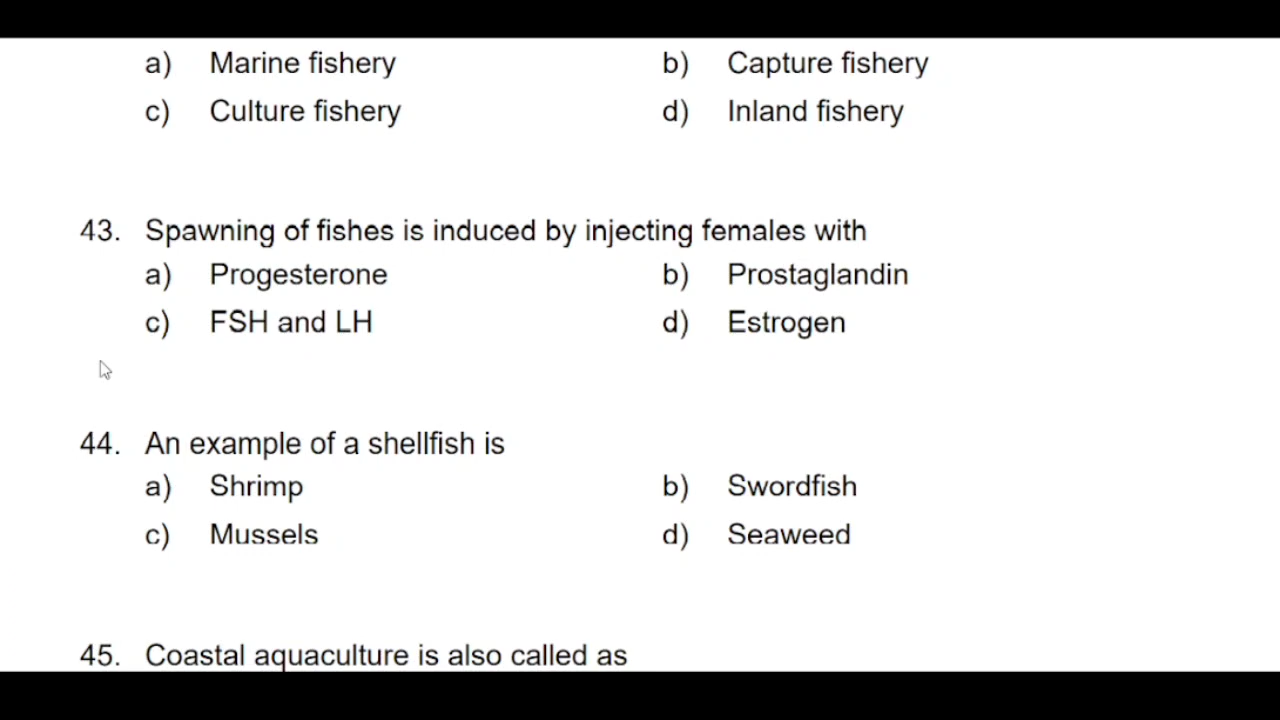 a) Marine fishery b) Capture fishery
c) Culture fishery d) Inland fishery
43. Spawning of fishes is induced by injecting females with
a) Progesterone b) Prostaglandin
c) FSH and LH d) Estrogen
44. An example of a shellfish is
a) Shrimp b) Swordfish
c) Mussels d) Seaweed
45. Coastal aquaculture is also called as